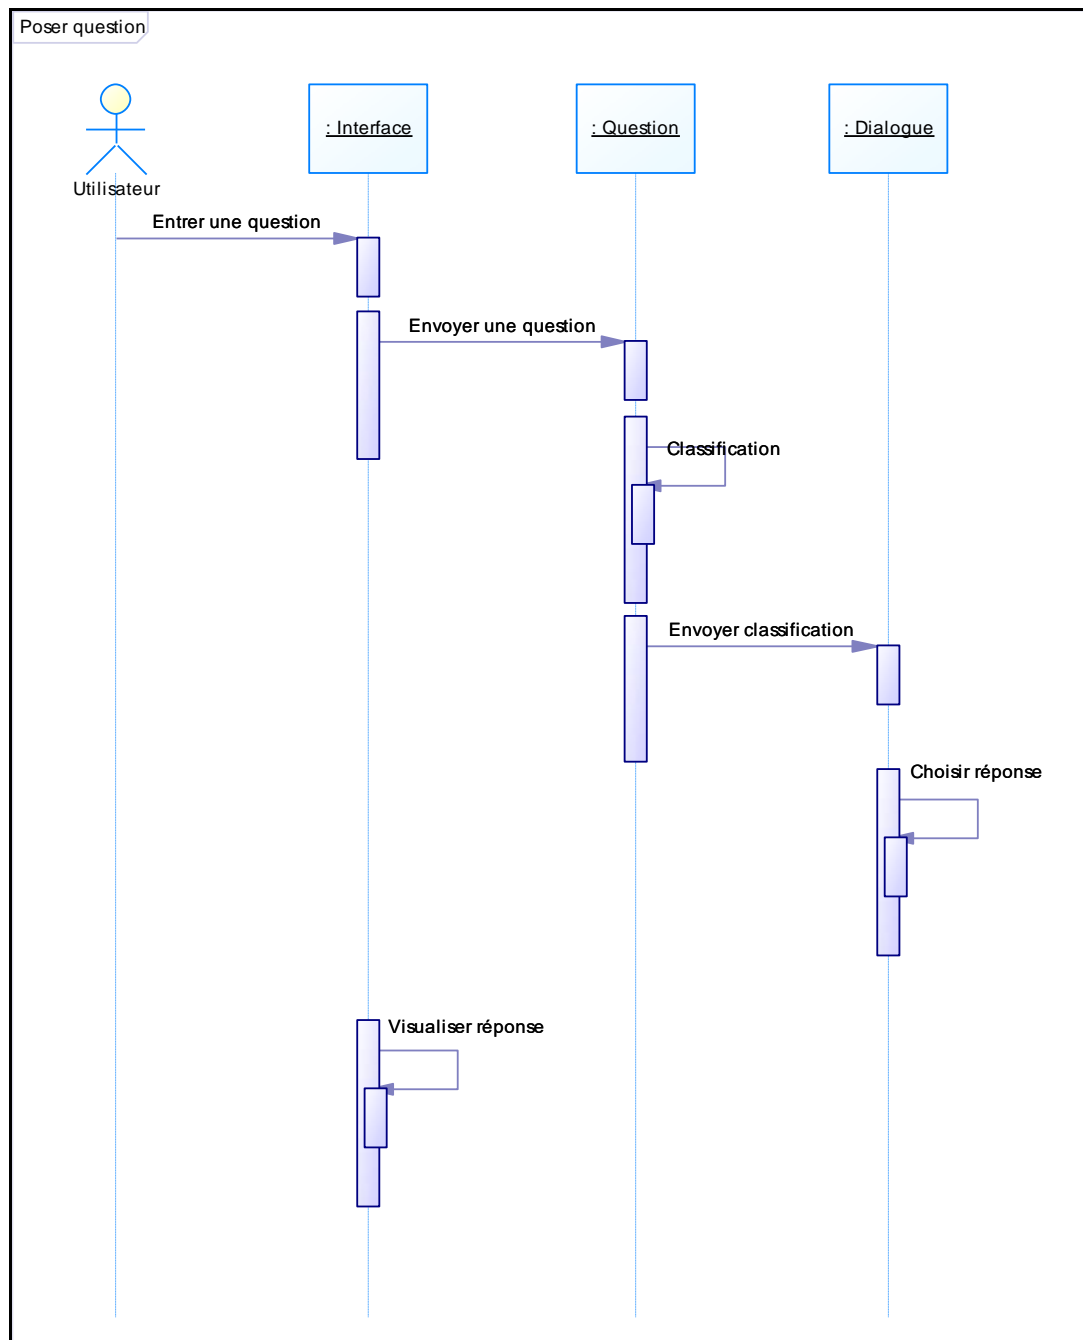 Poser question
: Interface
: Question
: Dialogue
Utilisateur
Entrer une question
Envoyer une question
Classification
Envoyer classification
Choisir réponse
Visualiser réponse